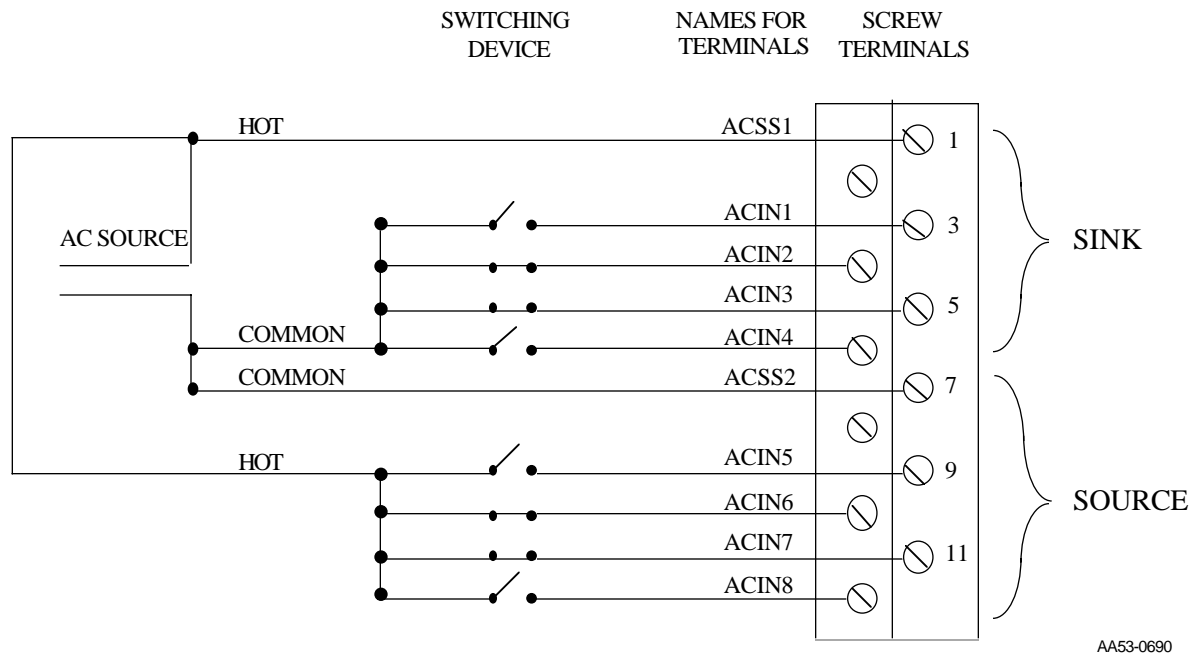 SWITCHING
DEVICE
NAMES FOR
TERMINALS
SCREW
TERMINALS
HOT
ACSS1
1
ACIN1
3
AC SOURCE
ACIN2
SINK
ACIN3
5
COMMON
ACIN4
COMMON
ACSS2
7
HOT
ACIN5
9
ACIN6
SOURCE
ACIN7
11
ACIN8
AA53-0690